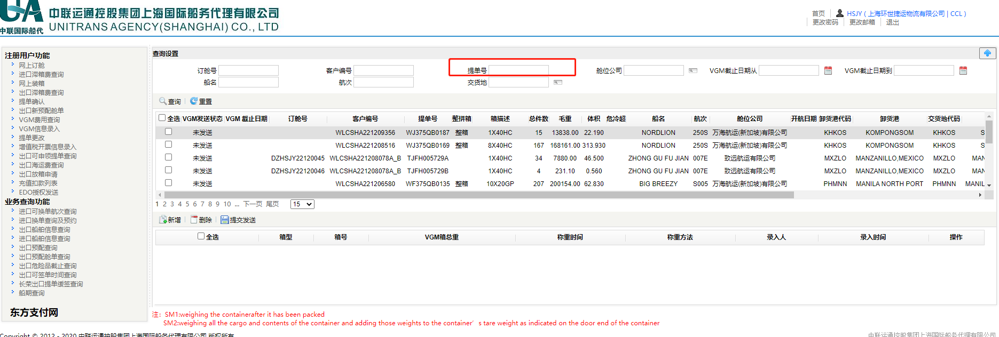 中联运通控股集团上海国际船务代理有限公司
UNITRANS AGENCY(SHANGHAI) CO., LTD
中联国际船代
首页 HSJY ( 上海环世捷运物流有限公司 | CCL )
更改密码 更改邮箱 退出
注册用户功能
网上订舱
进口滞箱费查询
网上装箱
出口滞箱费查询
提单确认
出口新预配舱单
VGM费用查询
VGM信息录入
提单更改
增值税开票信息录入
出口可申领提单查询
出口海运费查询
出口放箱申请
充值扣款列表
EDO授权发送
业务查询功能
进口可换单航次查询
进口换单查询及预约
出口船舶信息查询
进口船舶信息查询
出口预配查询
出口预配舱单查询
出口危险品截止查询
出口可签单时间查询
长荣出口提单缓签查询
船期查询
东方支付网
查询设置
订舱号 客户编号 提单号 舱位公司 VGM截止日期从 VGM截止日期到
船名 航次 交货地
查询 重置
全选 VGM发送状态 VGM 截止日期 订舱号 客户编号 提单号 整拼箱 箱描述 总件数 毛重 体积 危冷超 船名 航次 舱位公司 开航日期 卸货港代码 卸货港 交货地代码
未发送 WLCSHA221209356 WJ375QB0187 整箱 1X40HC 15 13838.00 22.190 NORDLION 250S 万海航运(新加坡)有限公司 KHKOS KOMPONGSOM KHKOS S
未发送 WLCSHA221208516 WJ375QB0169 整箱 8X40HC 167 168161.00 313.930 NORDLION 250S 万海航运(新加坡)有限公司 KHKOS KOMPONGSOM KHKOS S
未发送 DZHSJY22120045 WLCSHA221208078A_B TJFH005729A 1X40HC 34 7880.00 46.500 ZHONG GU FU JIAN 007E 致远航运有限公司 MXZLO MANZANILLO,MEXICO MXZLO MAN
未发送 DZHSJY22120046 WLCSHA221208078A_B TJFH005729B 1X40HC 4 231.10 0.560 ZHONG GU FU JIAN 007E 致远航运有限公司 MXZLO MANZANILLO,MEXICO MXZLO MAN
未发送 WLCSHA221206580 WF375QB0135 整箱 10X20GP 207 200154.00 62.830 BIG BREEZY S005 万海航运(新加坡)有限公司 PHMNN MANILA NORTH PORT PHMNN MANIL
1 2 3 4 5 6 7 8 9 10 ... 下一页 尾页 15
新增 删除 提交发送
全选 箱型 箱号 VGM箱总重 称重时间 称重方法 录入人 录入时间 操作
注：SM1:weighing the containerafter it has been packed
SM2:weighing all the cargo and contents of the container and adding those weights to the container's tare weight as indicated on the door end of the container
Copyright © 2012 - 2020 中联运通控股集团上海国际船务代理有限公司 版权所有
中联运通控股集团上海国际船务代理有限公司